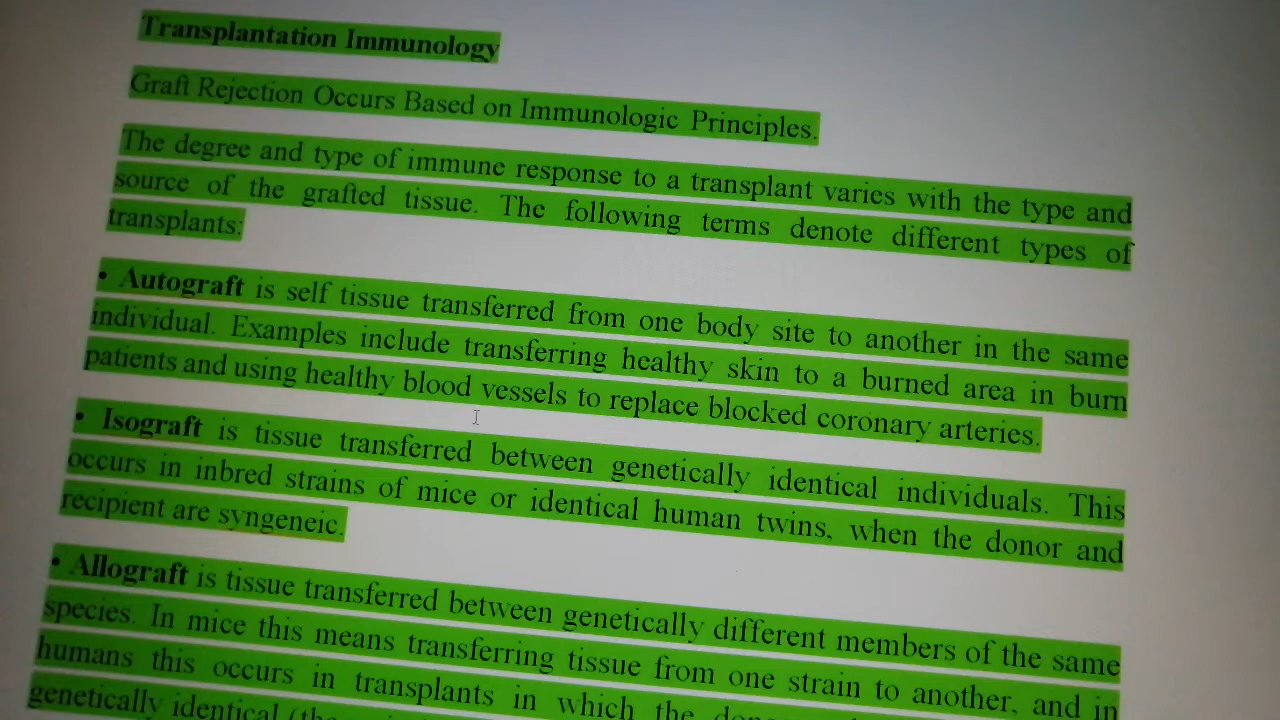 Transplantation Immunology
Graft Rejection Occurs Based on Immunologic Principles.
The degree and type of immune response to a transplant varies with the type and
source of the grafted tissue. The following terms denote different types of
transplants:
• Autograft is self tissue transferred from one body site to another in the same
individual. Examples include transferring healthy skin to a burned area in burn
patients and using healthy blood vessels to replace blocked coronary arteries.
• Isograft is tissue transferred between genetically identical individuals. This
occurs in inbred strains of mice or identical human twins, when the donor and
recipient are syngeneic.
• Allograft is tissue transferred between genetically different members of the same
species. In mice this means transferring tissue from one strain to another, and in
humans this occurs in transplants in which the
genetically identical